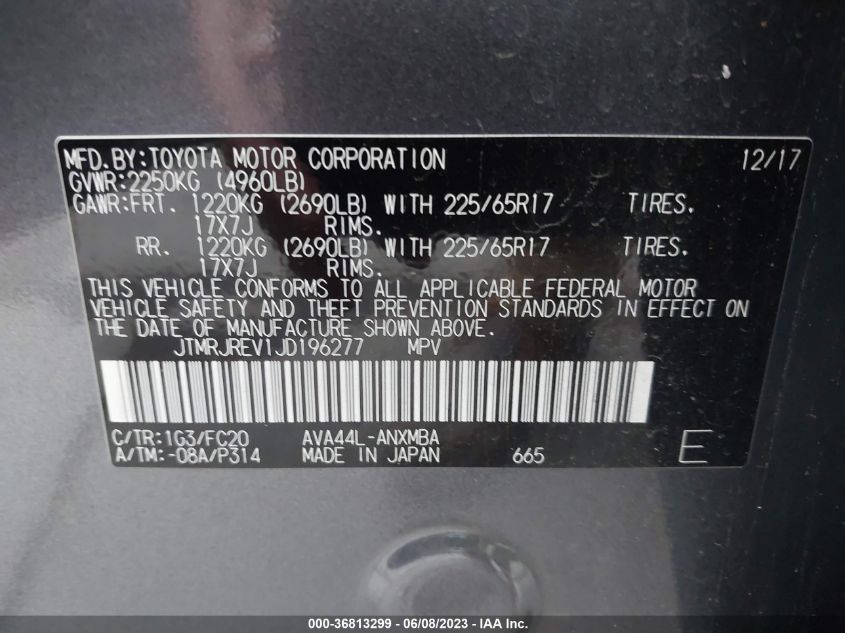 MFD.BY:TOYOTA MOTOR CORPORATION 12/17
GVWR:2250KG (4960LB)
GAWR:FRT. 1220KG (2690LB) WITH 225/65R17 TIRES.
17X7J RIMS.
RR. 1220KG (2690LB) WITH 225/65R17 TIRES.
17X7J RIMS.
THIS VEHICLE CONFORMS TO ALL APPLICABLE FEDERAL MOTOR
VEHICLE SAFETY AND THEFT PREVENTION STANDARDS IN EFFECT ON
THE DATE OF MANUFACTURE SHOWN ABOVE.
JTMRJREV1JD196277 MPV
C/TR:1G3/FC20 AVA44L-ANXMBA
A/TM:-08A/P314 MADE IN JAPAN 665 E
000-36813299 - 06/08/2023 - © IAA, LLC